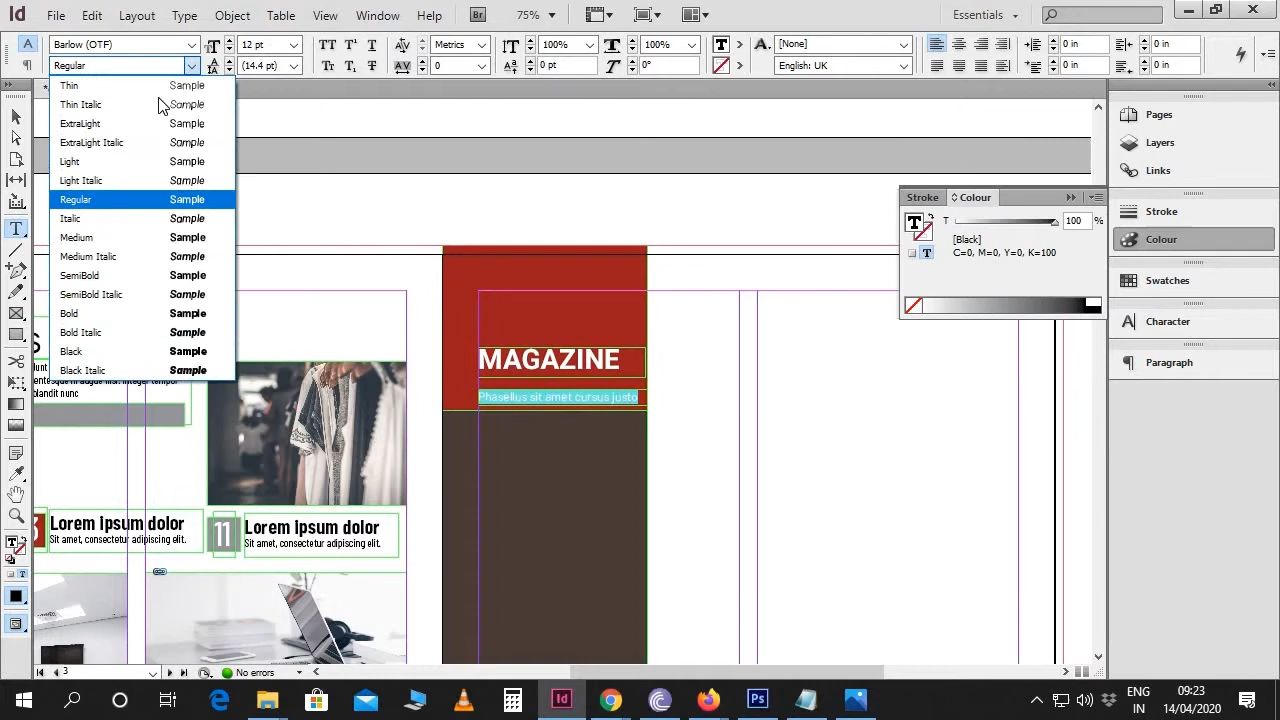 Id File Edit Layout Type Object Table View Window Help Br 75% Essentials
A Barlow (OTF) 12 pt TT Metrics 100% 100% T A. [None] 0 in 0 in
Regular (14.4 pt) Tr 0 0 pt T 0° English: UK 0 in 0 in
Thin Sample
Thin Italic Sample
ExtraLight Sample
ExtraLight Italic Sample
Light Sample
Light Italic Sample
Regular Sample
Italic Sample
Medium Sample
Medium Italic Sample
SemiBold Sample
SemiBold Italic Sample
Bold Sample
Bold Italic Sample
Black Sample
Black Italic Sample
blandit nunc
MAGAZINE
Phasellus sit amet cursus justo
Lorem ipsum dolor
Sit amet, consectetur adipiscing elit.
11
Lorem ipsum dolor
Sit amet, consectetur adipiscing elit.
Stroke Colour
T T 100 %
[Black]
T C=0, M=0, Y=0, K=100
Pages
Layers
Links
Stroke
Colour
Swatches
Character
Paragraph
3 No errors
Id Ps ENG 09:23
IN 14/04/2020